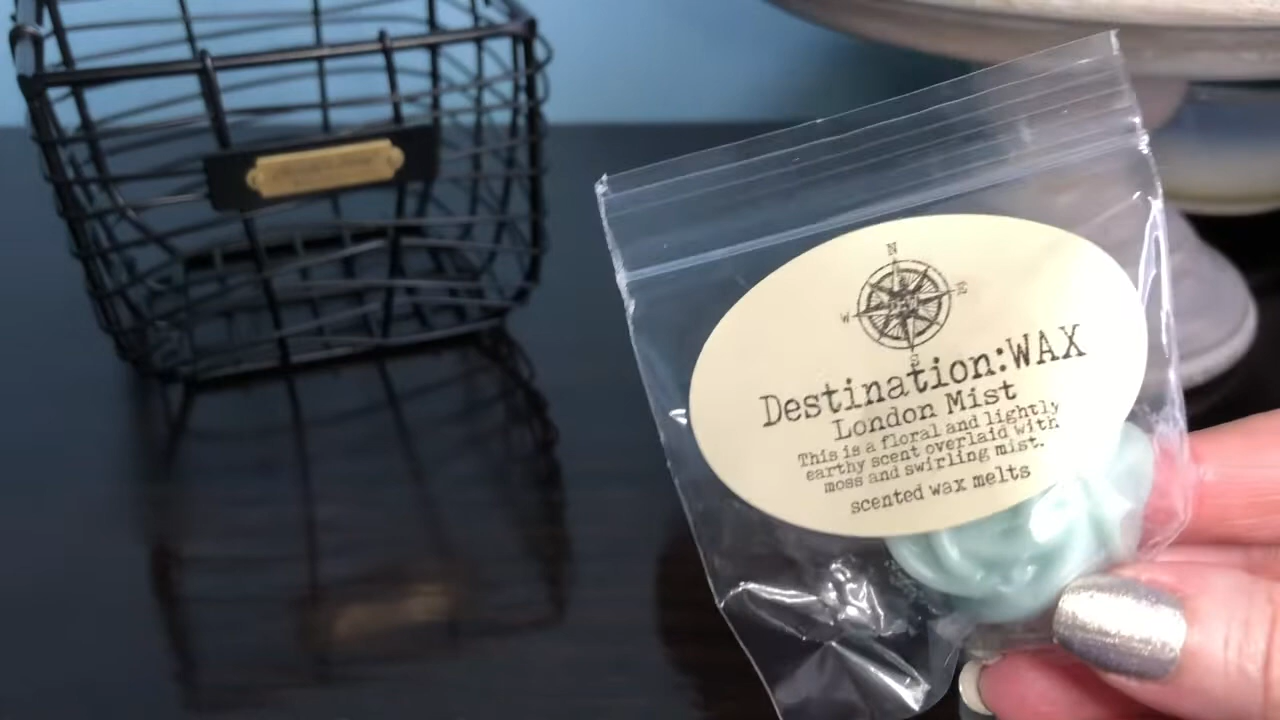 N
W E
S
Destination:WAX
London Mist
This is a floral and lightly
earthy scent overlaid with
moss and swirling mist.
scented wax melts